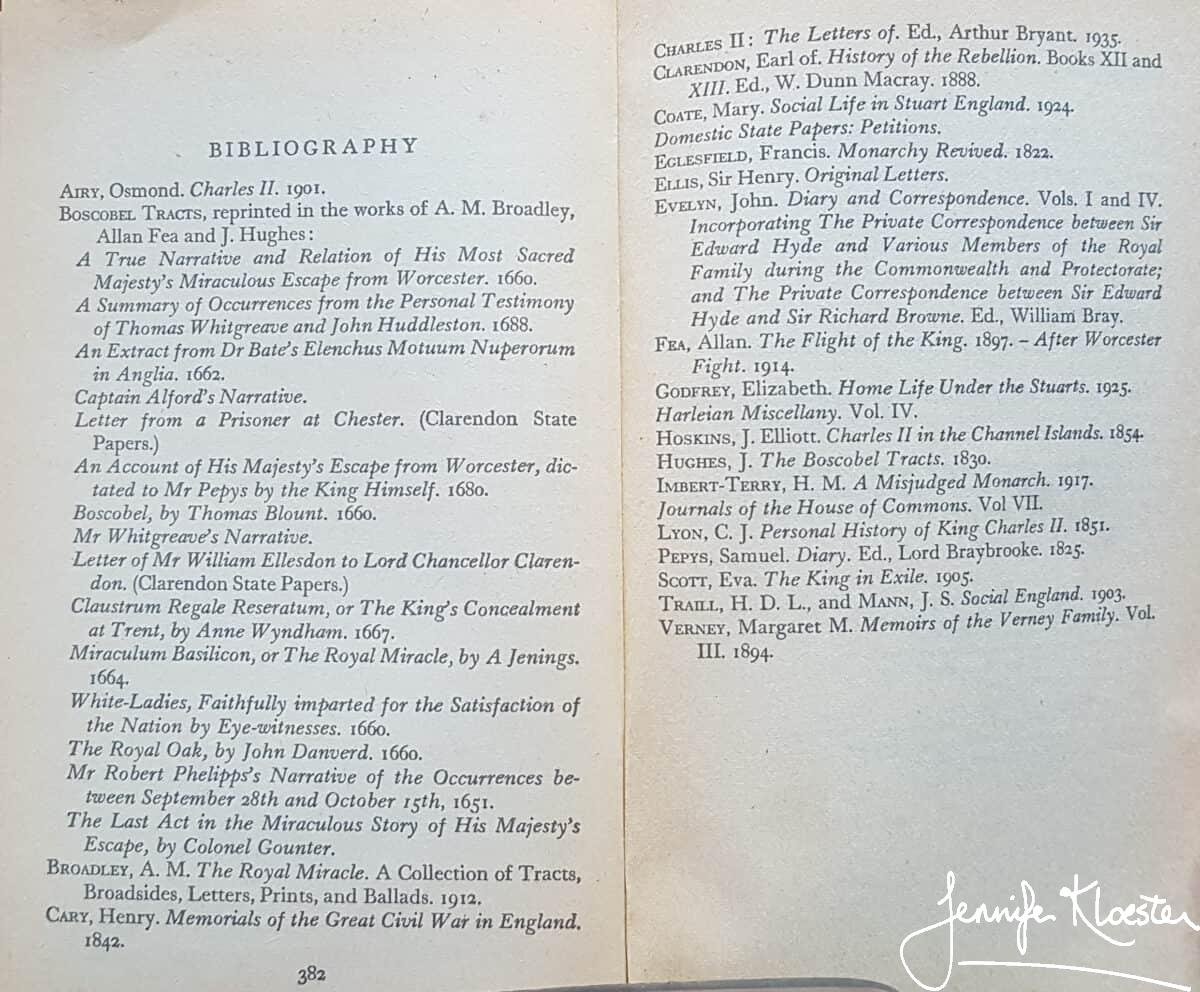 BIBLIOGRAPHY
AIRY, Osmond. Charles II. 1901.
BOSCOBEL TRACTS, reprinted in the works of A. M. Broadley,
Allan Fea and J. Hughes:
A True Narrative and Relation of His Most Sacred
Majesty's Miraculous Escape from Worcester. 1660.
A Summary of Occurrences from the Personal Testimony
of Thomas Whitgreave and John Huddleston. 1688.
An Extract from Dr Bate's Elenchus Motuum Nuperorum
in Anglia. 1662.
Captain Alford's Narrative.
Letter from a Prisoner at Chester. (Clarendon State
Papers.)
An Account of His Majesty's Escape from Worcester, dic-
tated to Mr Pepys by the King Himself. 1680.
Boscobel, by Thomas Blount. 1660.
Mr Whitgreave's Narrative.
Letter of Mr William Ellesdon to Lord Chancellor Claren-
don. (Clarendon State Papers.)
Claustrum Regale Reseratum, or The King's Concealment
at Trent, by Anne Wyndham. 1667.
Miraculum Basilicon, or The Royal Miracle, by A Jenings.
1664.
White-Ladies, Faithfully imparted for the Satisfaction of
the Nation by Eye-witnesses. 1660.
The Royal Oak, by John Danverd. 1660.
Mr Robert Phelipps's Narrative of the Occurrences be-
tween September 28th and October 15th, 1651.
The Last Act in the Miraculous Story of His Majesty's
Escape, by Colonel Gounter.
BROADLEY, A. M. The Royal Miracle. A Collection of Tracts,
Broadsides, Letters, Prints, and Ballads. 1912.
CARY, Henry. Memorials of the Great Civil War in England.
1842.
382
CHARLES II: The Letters of. Ed., Arthur Bryant. 1935.
CLARENDON, Earl of. History of the Rebellion. Books XII and
XIII. Ed., W. Dunn Macray. 1888.
COATE, Mary. Social Life in Stuart England. 1924.
Domestic State Papers: Petitions.
EGLESFIELD, Francis. Monarchy Revived. 1822.
ELLIS, Sir Henry. Original Letters.
EVELYN, John. Diary and Correspondence. Vols. I and IV.
Incorporating The Private Correspondence between Sir
Edward Hyde and Various Members of the Royal
Family during the Commonwealth and Protectorate;
and The Private Correspondence between Sir Edward
Hyde and Sir Richard Browne. Ed., William Bray.
FEA, Allan. The Flight of the King. 1897. – After Worcester
Fight. 1914.
GODFREY, Elizabeth. Home Life Under the Stuarts. 1925.
Harleian Miscellany. Vol. IV.
HOSKINS, J. Elliott. Charles II in the Channel Islands. 1854.
HUGHES, J. The Boscobel Tracts. 1830.
IMBERT-TERRY, H. M. A Misjudged Monarch. 1917.
Journals of the House of Commons. Vol VII.
LYON, C. J. Personal History of King Charles II. 1851.
PEPYS, Samuel. Diary. Ed., Lord Braybrooke. 1825.
SCOTT, Eva. The King in Exile. 1905.
TRAILL, H. D. L., and MANN, J. S. Social England. 1903.
VERNEY, Margaret M. Memoirs of the Verney Family. Vol.
III. 1894.
Jennifer Kloester